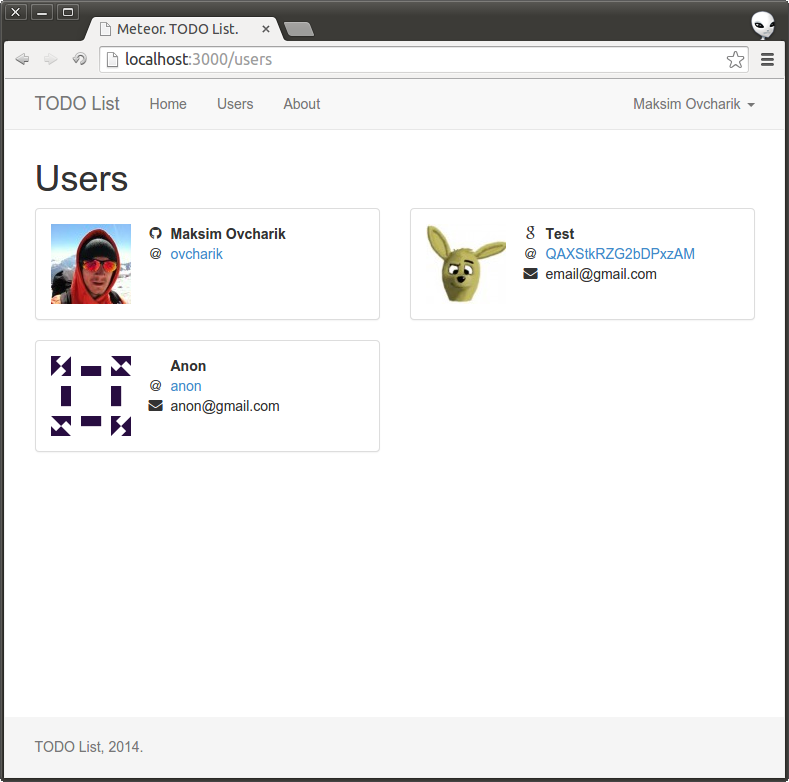 Meteor. TODO List.
localhost:3000/users
TODO List Home Users About Maksim Ovcharik
Users
Maksim Ovcharik
@ ovcharik
Test
@ QAXStkRZG2bDPxzAM
email@gmail.com
Anon
@ anon
anon@gmail.com
TODO List, 2014.